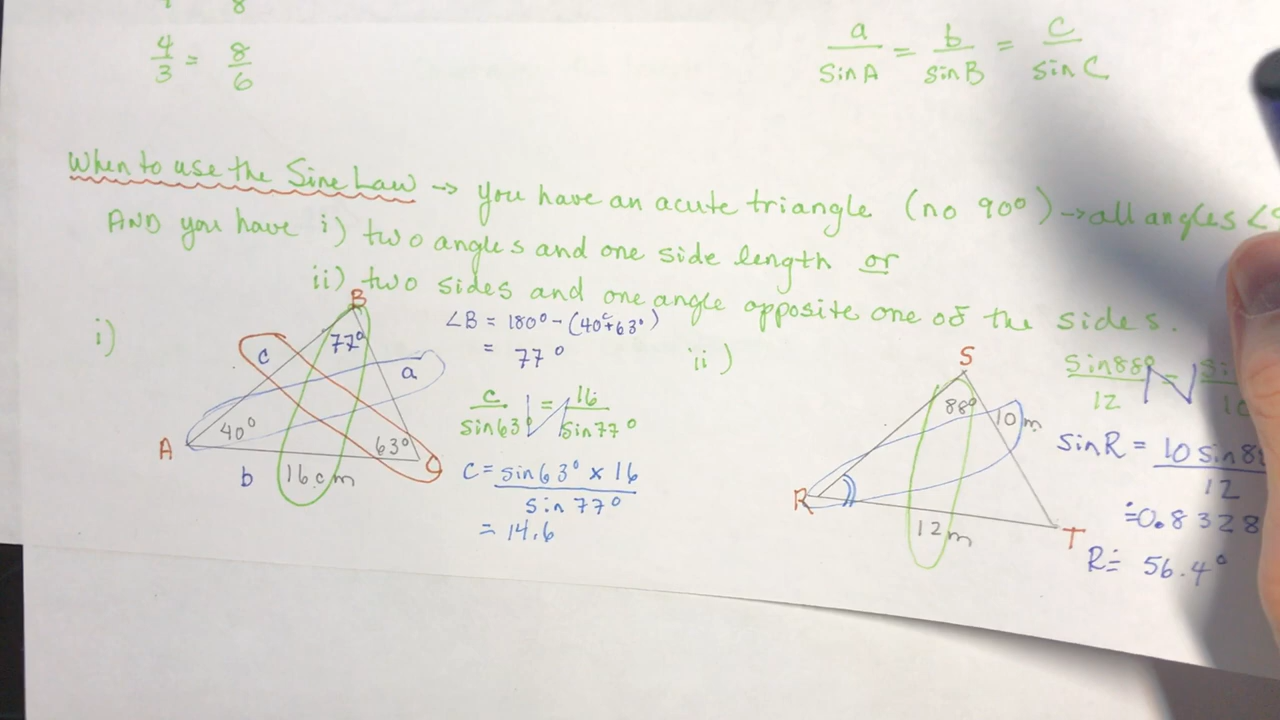 8
4/3 = 8/6
a/sinA = b/sinB = c/sinC
When to use the Sine Law → you have an acute triangle (no 90°) → all angles <
AND you have i) two angles and one side length or
ii) two sides and one angle opposite one of the sides.
i)
B
77°
c
a
A
40°
63°
C
b
16cm
∠B = 180° - (40°+63°)
= 77°
c/sin63° = 16/sin77°
c = sin63° x 16/sin77°
= 14.6
ii)
S
88°
10m
R
12m
T
sin88°/12 =
sinR = 10 sin88/12
≐0.8328
R≐ 56.4°